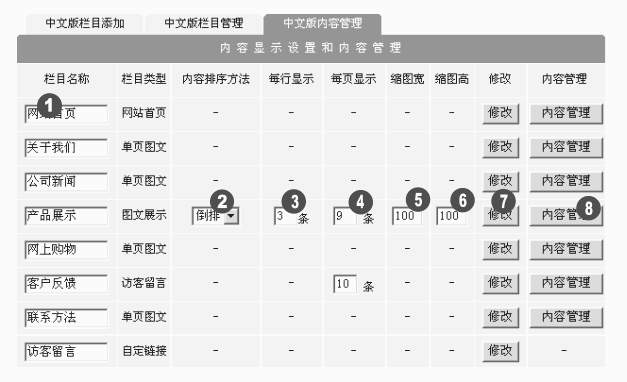 中文版栏目添加 中文版栏目管理 中文版内容管理
内容显示设置和内容管理
栏目名称 栏目类型 内容排序方法 每行显示 每页显示 缩图宽 缩图高 修改 内容管理
1 网站首页 网站首页 - - - - - 修改 内容管理
关于我们 单页图文 - - - - - 修改 内容管理
公司新闻 单页图文 - - - - - 修改 内容管理
2 3 4 5 6 7 8
产品展示 图文展示 倒排 3 条 9 条 100 100 修改 内容管理
网上购物 单页图文 - - - - - 修改 内容管理
客户反馈 访客留言 - - 10 条 - - 修改 内容管理
联系方法 单页图文 - - - - - 修改 内容管理
访客留言 自定链接 - - - - - 修改 -